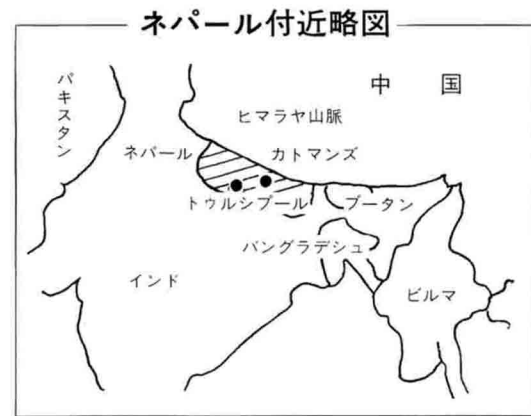 ネパール付近略図
パキスタン
中国
ヒマラヤ山脈
ネパール
カトマンズ
トゥルシプール
ブータン
バングラデシュ
インド
ビルマ